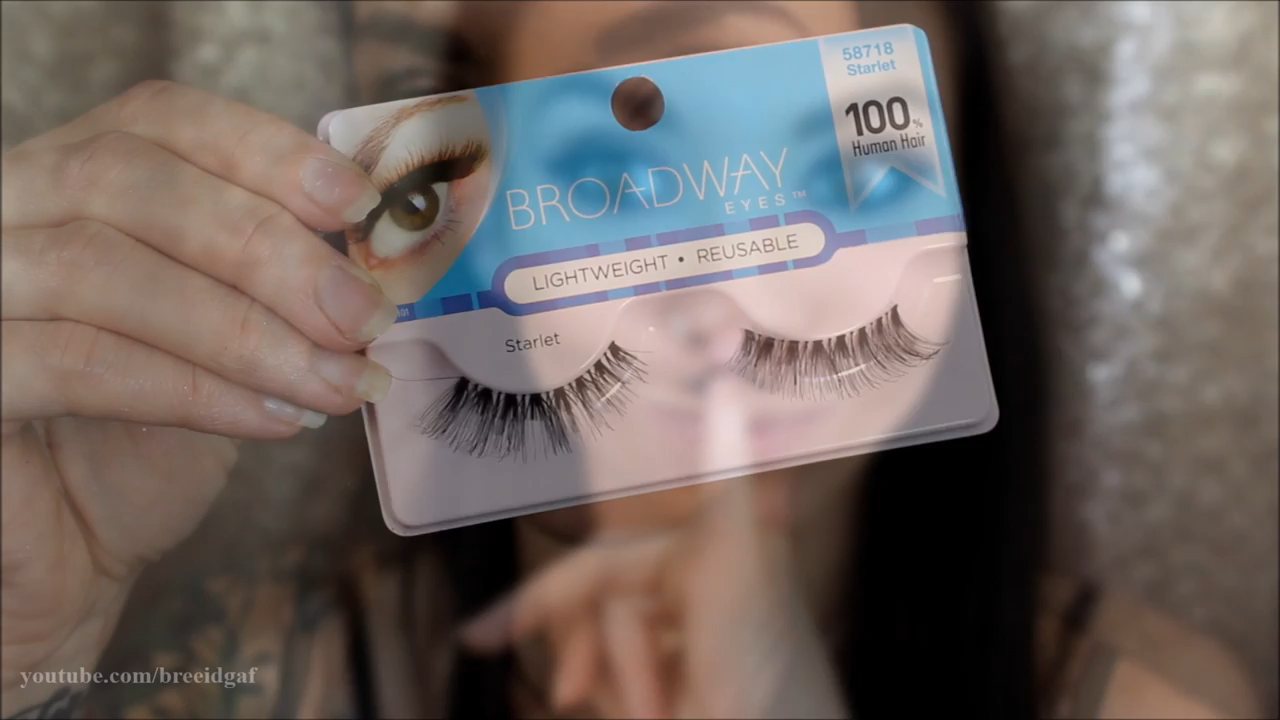 58718
Starlet
100%
Human Hair
BROADWAY
EYES™
LIGHTWEIGHT • REUSABLE
Starlet
youtube.com/breeidgaf